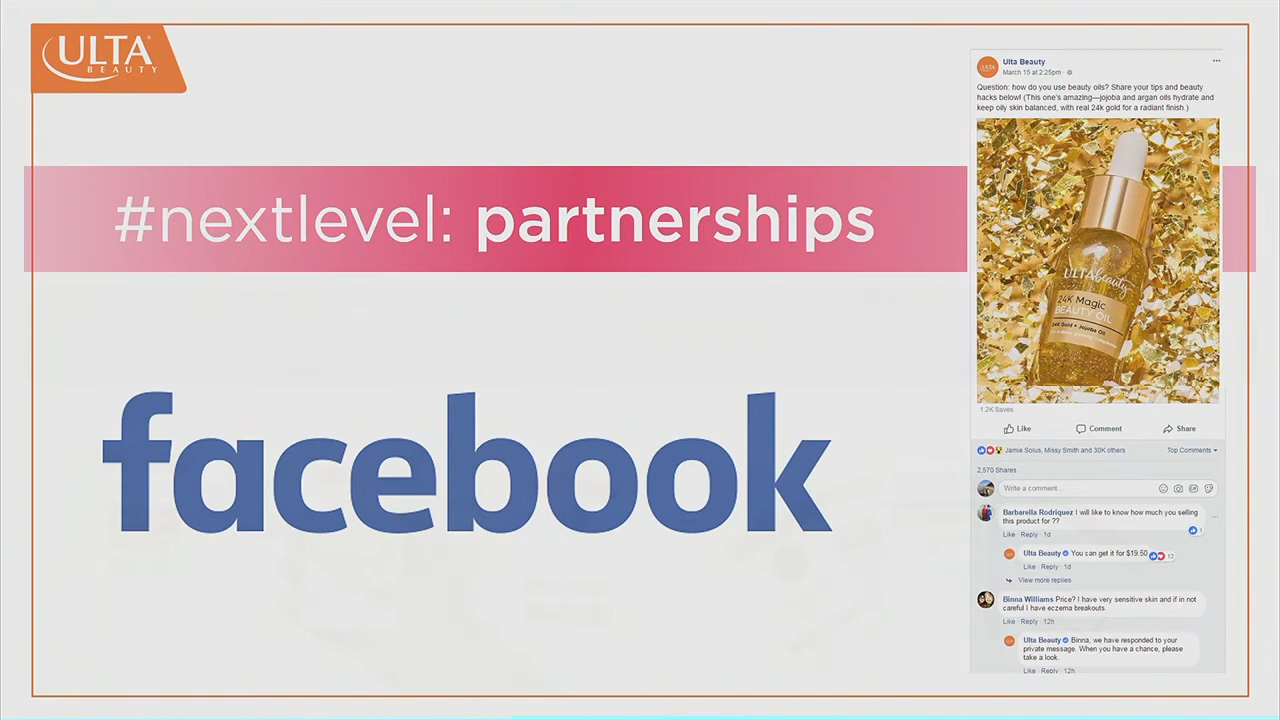 ULTA
BEAUTY
#nextlevel: partnerships
facebook
ULTA
Ulta Beauty
March 15 at 2:25pm ·
Question: how do you use beauty oils? Share your tips and beauty
hacks below! (This one's amazing—jojoba and argan oils hydrate and
keep oily skin balanced, with real 24k gold for a radiant finish.)
ULTA beauty
24K Magic
BEAUTY OIL
24K Gold + Jojoba Oil
1.2K Saves
Like Comment Share
Jamie Solus, Missy Smith and 30K others Top Comments
2,570 Shares
Write a comment...
Barbarella Rodriquez I will like to know how much you selling
this product for ??
1
Like · Reply · 1d
Ulta Beauty You can get it for $19.50
12
Like · Reply · 1d
View more replies
Binna Williams Price? I have very sensitive skin and if in not
careful I have eczema breakouts.
Like · Reply · 12h
Ulta Beauty Binna, we have responded to your
private message. When you have a chance, please
take a look.
Like · Reply · 12h